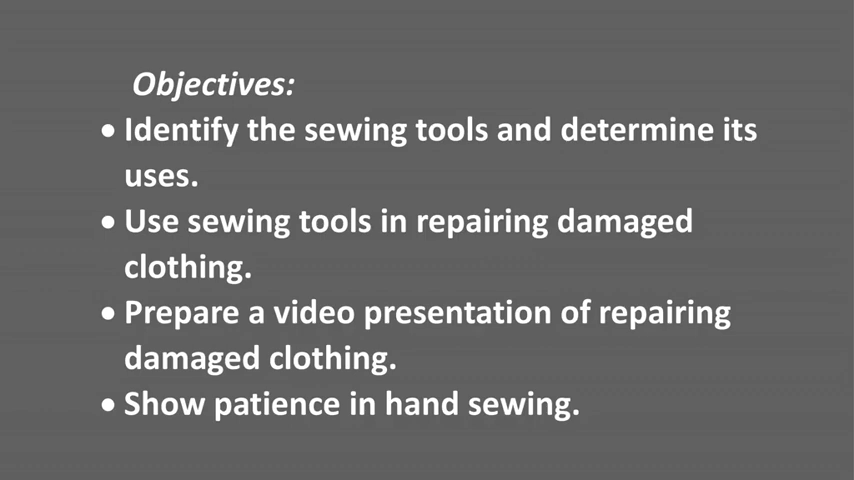 Objectives:
• Identify the sewing tools and determine its
uses.
• Use sewing tools in repairing damaged
clothing.
• Prepare a video presentation of repairing
damaged clothing.
• Show patience in hand sewing.